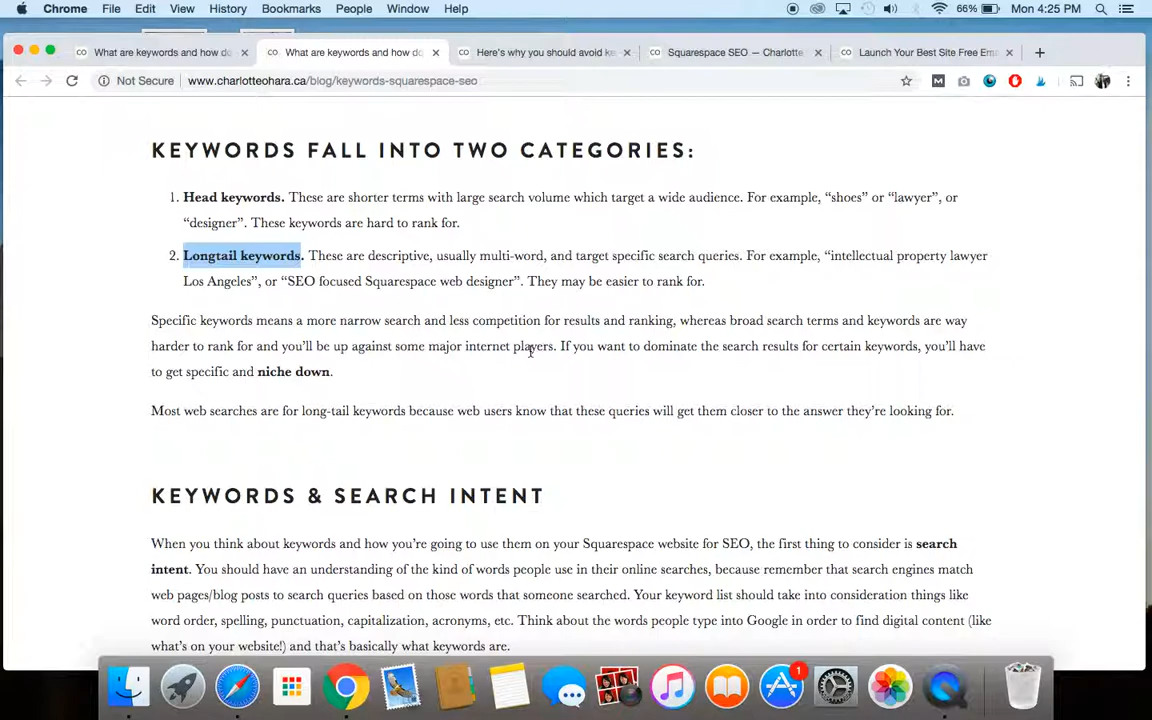 Chrome File Edit View History Bookmarks People Window Help 66% Mon 4:25 PM
What are keywords and how do What are keywords and how do Here's why you should avoid ke Squarespace SEO — Charlotte Launch Your Best Site Free Em
Not Secure www.charlotteohara.ca/blog/keywords-squarespace-seo
KEYWORDS FALL INTO TWO CATEGORIES:
1. Head keywords. These are shorter terms with large search volume which target a wide audience. For example, “shoes” or “lawyer”, or
“designer”. These keywords are hard to rank for.
2. Longtail keywords. These are descriptive, usually multi-word, and target specific search queries. For example, “intellectual property lawyer
Los Angeles”, or “SEO focused Squarespace web designer”. They may be easier to rank for.
Specific keywords means a more narrow search and less competition for results and ranking, whereas broad search terms and keywords are way
harder to rank for and you’ll be up against some major internet players. If you want to dominate the search results for certain keywords, you’ll have
to get specific and niche down.
Most web searches are for long-tail keywords because web users know that these queries will get them closer to the answer they’re looking for.
KEYWORDS & SEARCH INTENT
When you think about keywords and how you’re going to use them on your Squarespace website for SEO, the first thing to consider is search
intent. You should have an understanding of the kind of words people use in their online searches, because remember that search engines match
web pages/blog posts to search queries based on those words that someone searched. Your keyword list should take into consideration things like
word order, spelling, punctuation, capitalization, acronyms, etc. Think about the words people type into Google in order to find digital content (like
what’s on your website!) and that’s basically what keywords are.
1